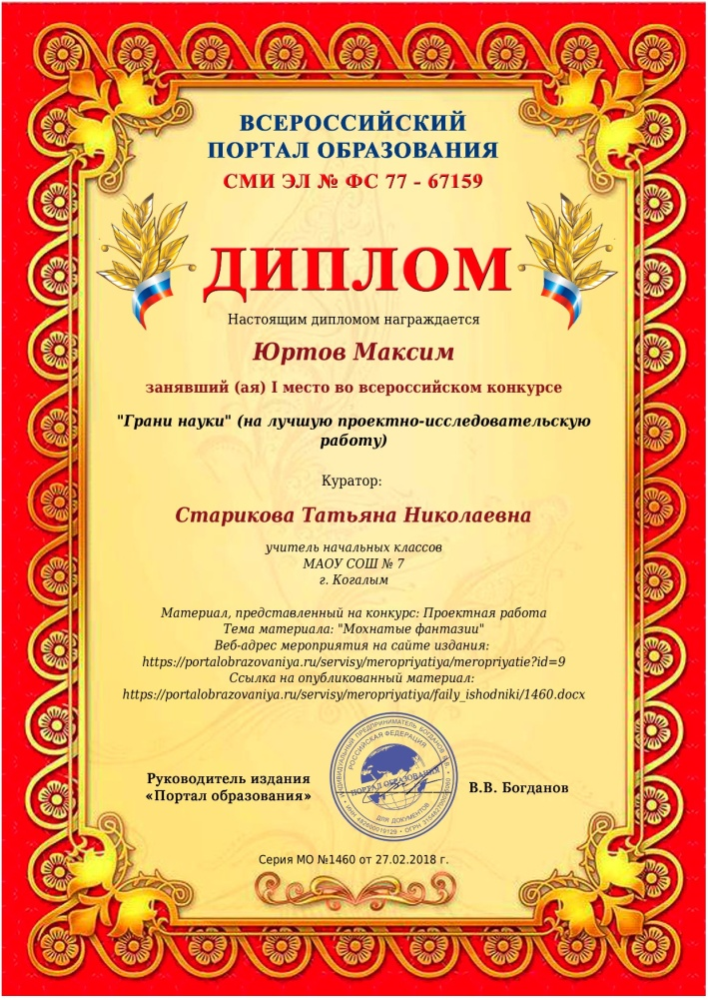 ВСЕРОССИЙСКИЙ
ПОРТАЛ ОБРАЗОВАНИЯ
СМИ ЭЛ № ФС 77 - 67159
ДИПЛОМ
Настоящим дипломом награждается
Юртов Максим
занявший (ая) I место во всероссийском конкурсе
"Грани науки" (на лучшую проектно-исследовательскую
работу)
Куратор:
Старикова Татьяна Николаевна
учитель начальных классов
МАОУ СОШ № 7
г. Когалым
Материал, представленный на конкурс: Проектная работа
Тема материала: "Мохнатые фантазии"
Веб-адрес мероприятия на сайте издания:
https://portalobrazovaniya.ru/servisy/meropriyatiya/meropriyatie?id=9
Ссылка на опубликованный материал:
https://portalobrazovaniya.ru/servisy/meropriyatiya/faily_ishodniki/1460.docx
ИНДИВИДУАЛЬНЫЙ ПРЕДПРИНИМАТЕЛЬ БОГДАНОВ
РОССИЙСКАЯ ФЕДЕРАЦИЯ
ПОРТАЛ ОБРАЗОВАНИЯ
ДЛЯ ДОКУМЕНТОВ
Руководитель издания
«Портал образования»
В.В. Богданов
Серия МО №1460 от 27.02.2018 г.